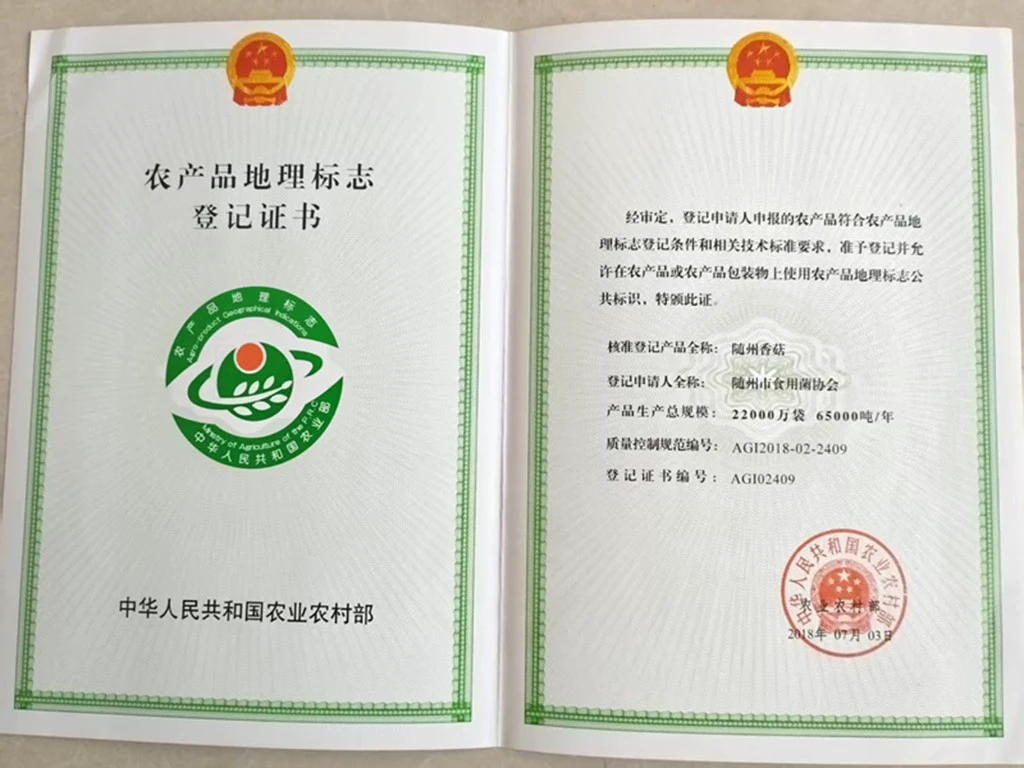 农产品地理标志
登记证书
农产品地理标志
Agro-product Geographical Indications
Ministry of Agriculture of the P.R.C
中华人民共和国农业部
中华人民共和国农业农村部
经审定，登记申请人申报的农产品符合农产品地
理标志登记条件和相关技术标准要求，准予登记并允
许在农产品或农产品包装物上使用农产品地理标志公
共标识，特颁此证。
核准登记产品全称： 随州香菇
登记申请人全称： 随州市食用菌协会
产品生产总规模： 22000万袋 65000吨/年
质量控制规范编号： AGI2018-02-2409
登记证书编号： AGI02409
中华人民共和国农业农村部
农业农村部
2018年 07月 03日